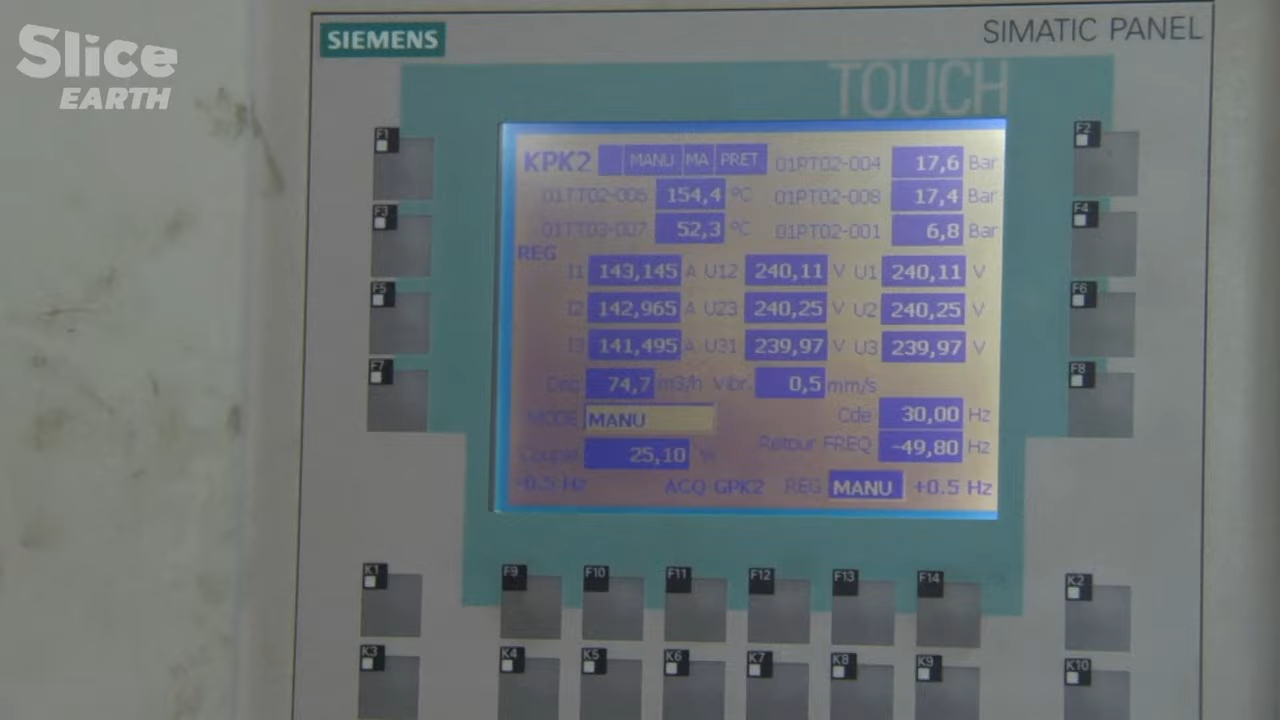 Slice
EARTH
SIEMENS
SIMATIC PANEL
TOUCH
KPK2 MANU MA PRET 01PT02-004 17,6 Bar
01TT02-006 154,4 °C 01PT02-008 17,4 Bar
01TT03-007 52,3 °C 01PT02-001 6,8 Bar
REG
I1 143,145 A U12 240,11 V U1 240,11 V
I2 142,965 A U23 240,25 V U2 240,25 V
I3 141,495 A U31 239,97 V U3 239,97 V
74,7 m3/h Vibr. 0,5 mm/s
MODE MANU Cde 30,00 Hz
Retour FREQ -49,80 Hz
Couple 25,10 %
-0.5 Hz ACQ GPK2 REG MANU +0.5 Hz
F1
F2
F3
F4
F5
F6
F7
F8
K1 F9 F10 F11 F12 F13 F14 K2
K3 K4 K5 K6 K7 K8 K9 K10